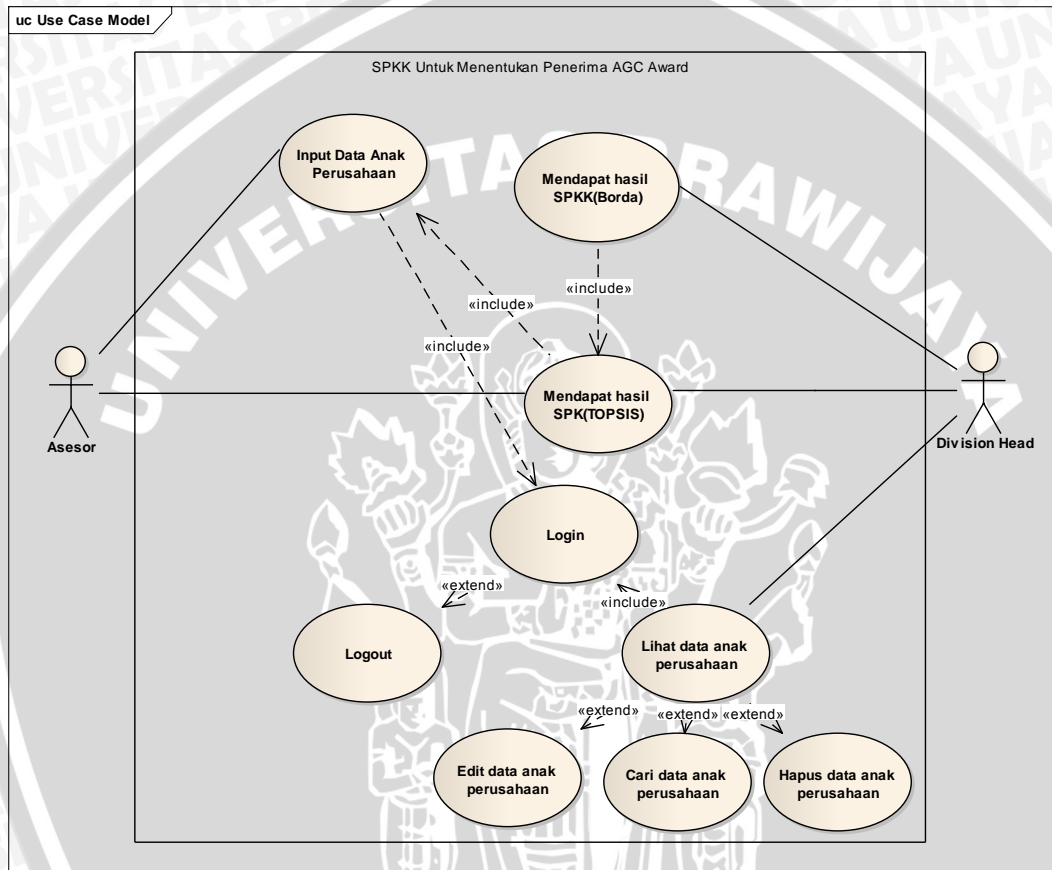 uc Use Case Model
SPKK Untuk Menentukan Penerima AGC Award
UNIVERSITAS BRAWIJAYA
Input Data Anak
Perusahaan
Mendapat hasil
SPKK(Borda)
«include»
«include»
«include»
Mendapat hasil
SPK(TOPSIS)
Asesor
Division Head
Login
«extend»
«include»
Logout
Lihat data anak
perusahaan
«extend»
«extend»
«extend»
Edit data anak
perusahaan
Cari data anak
perusahaan
Hapus data anak
perusahaan